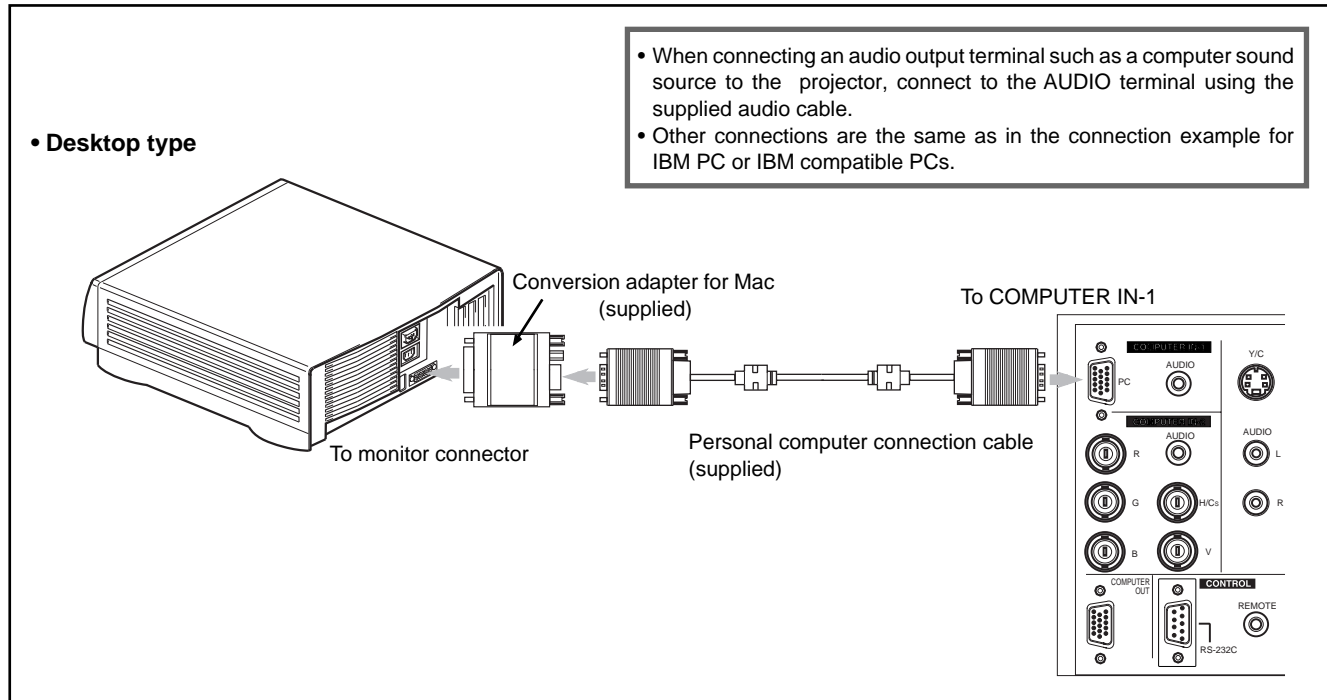 • When connecting an audio output terminal such as a computer sound
source to the projector, connect to the AUDIO terminal using the
supplied audio cable.
• Other connections are the same as in the connection example for
IBM PC or IBM compatible PCs.
• Desktop type
Conversion adapter for Mac
(supplied)
To COMPUTER IN-1
To monitor connector
Personal computer connection cable
(supplied)
COMPUTER IN-1
Y/C
AUDIO
PC
AUDIO
AUDIO
R
L
G
H/Cs
R
B
V
COMPUTER
OUT
CONTROL
REMOTE
RS-232C